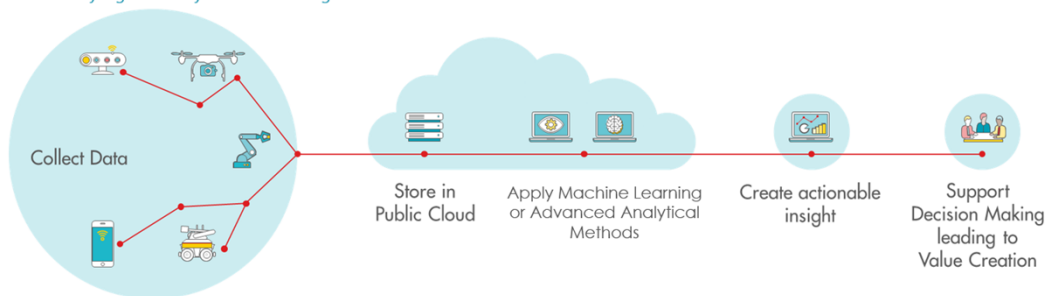 Collect Data
Store in
Public Cloud
Apply Machine Learning
or Advanced Analytical
Methods
Create actionable
insight
Support
Decision Making
leading to
Value Creation